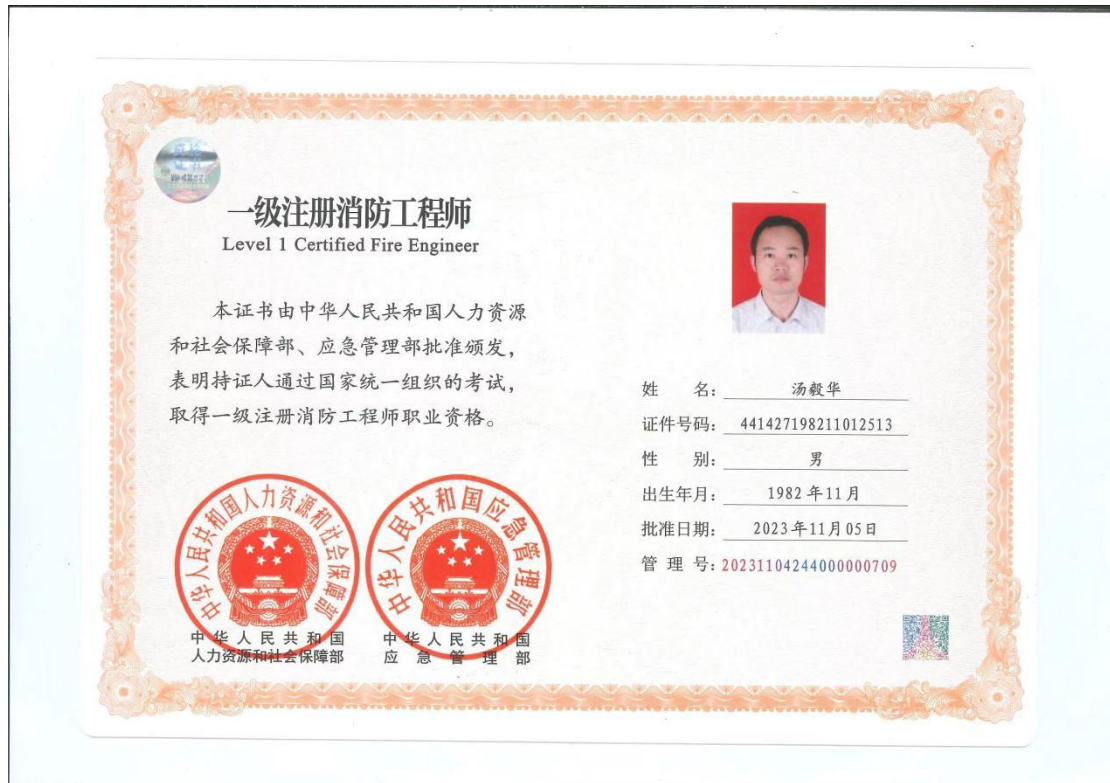 一级注册消防工程师
Level 1 Certified Fire Engineer
本证书由中华人民共和国人力资源
和社会保障部、应急管理部批准颁发，
表明持证人通过国家统一组织的考试，
取得一级注册消防工程师职业资格。
中华人民共和国人力资源和社会保障部
中华人民共和国应急管理部
中华人民共和国
人力资源和社会保障部
中华人民共和国
应急管理部
姓 名： 汤毅华
证件号码： 441427198211012513
性 别： 男
出生年月： 1982年11月
批准日期： 2023年11月05日
管 理 号：20231104244000000709